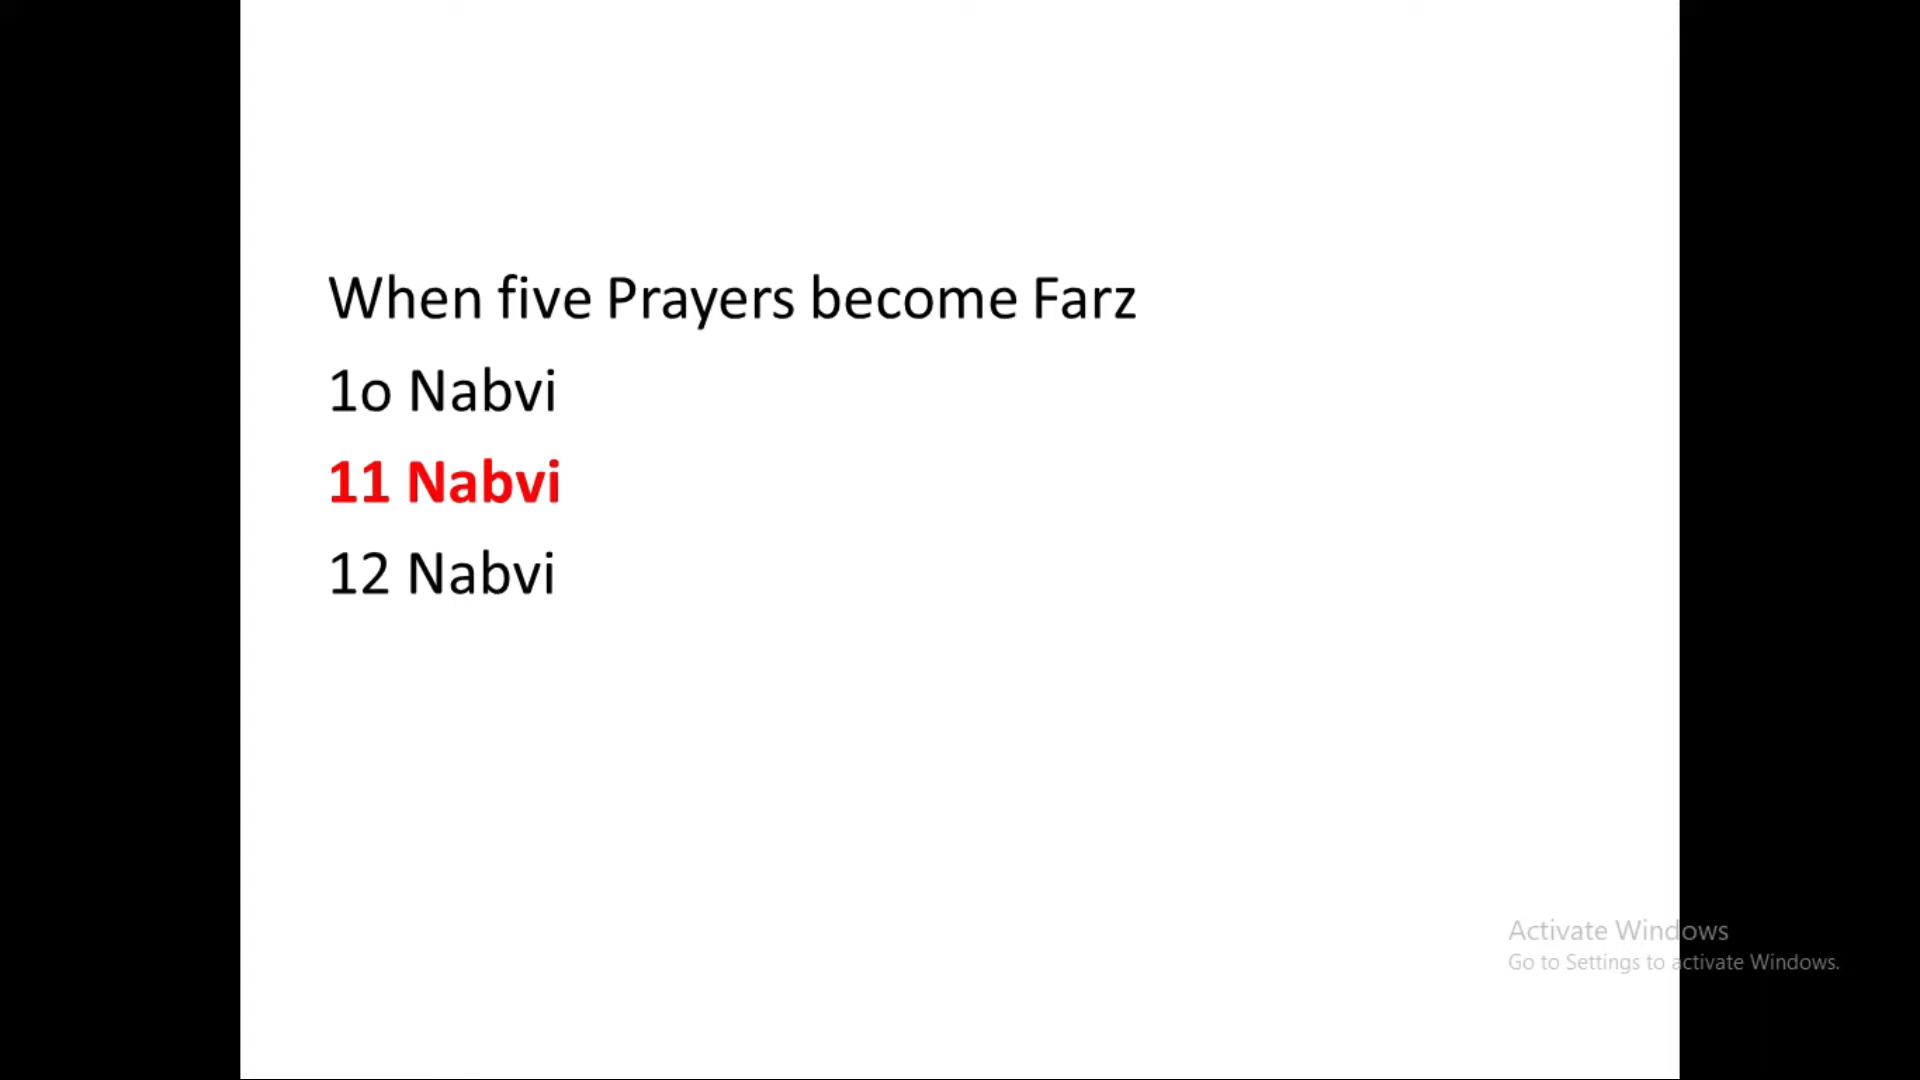 When five Prayers become Farz
1o Nabvi
11 Nabvi
12 Nabvi
Activate Windows
Go to Settings to activate Windows.